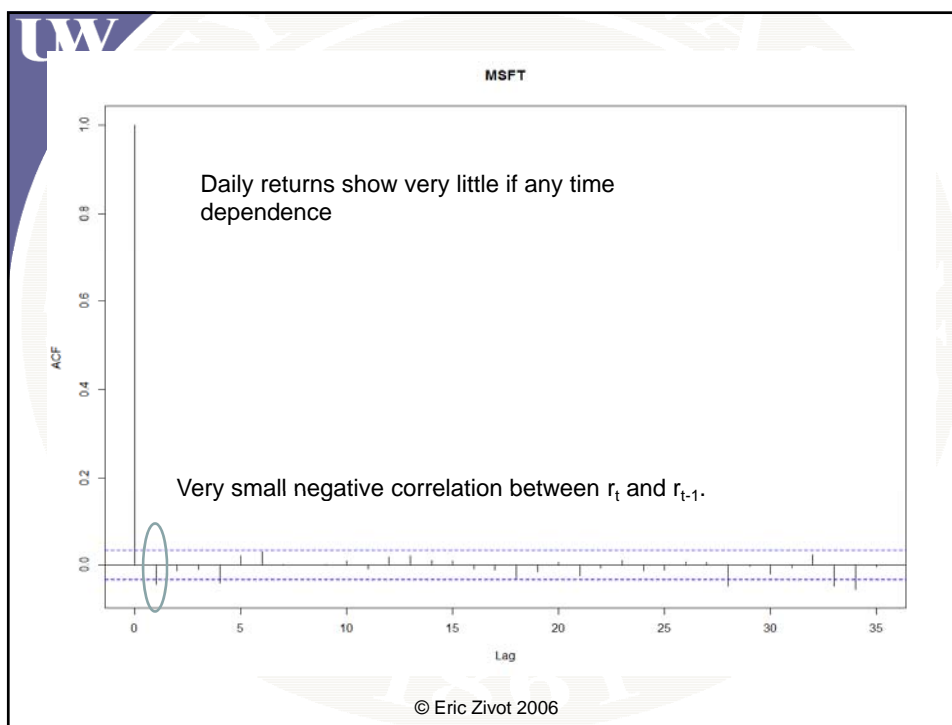 UW
MSFT
1.0
Daily returns show very little if any time
dependence
0.8
0.6
ACF
0.4
0.2
Very small negative correlation between rₜ and rₜ₋₁.
0.0
0 5 10 15 20 25 30 35
Lag
1861
© Eric Zivot 2006